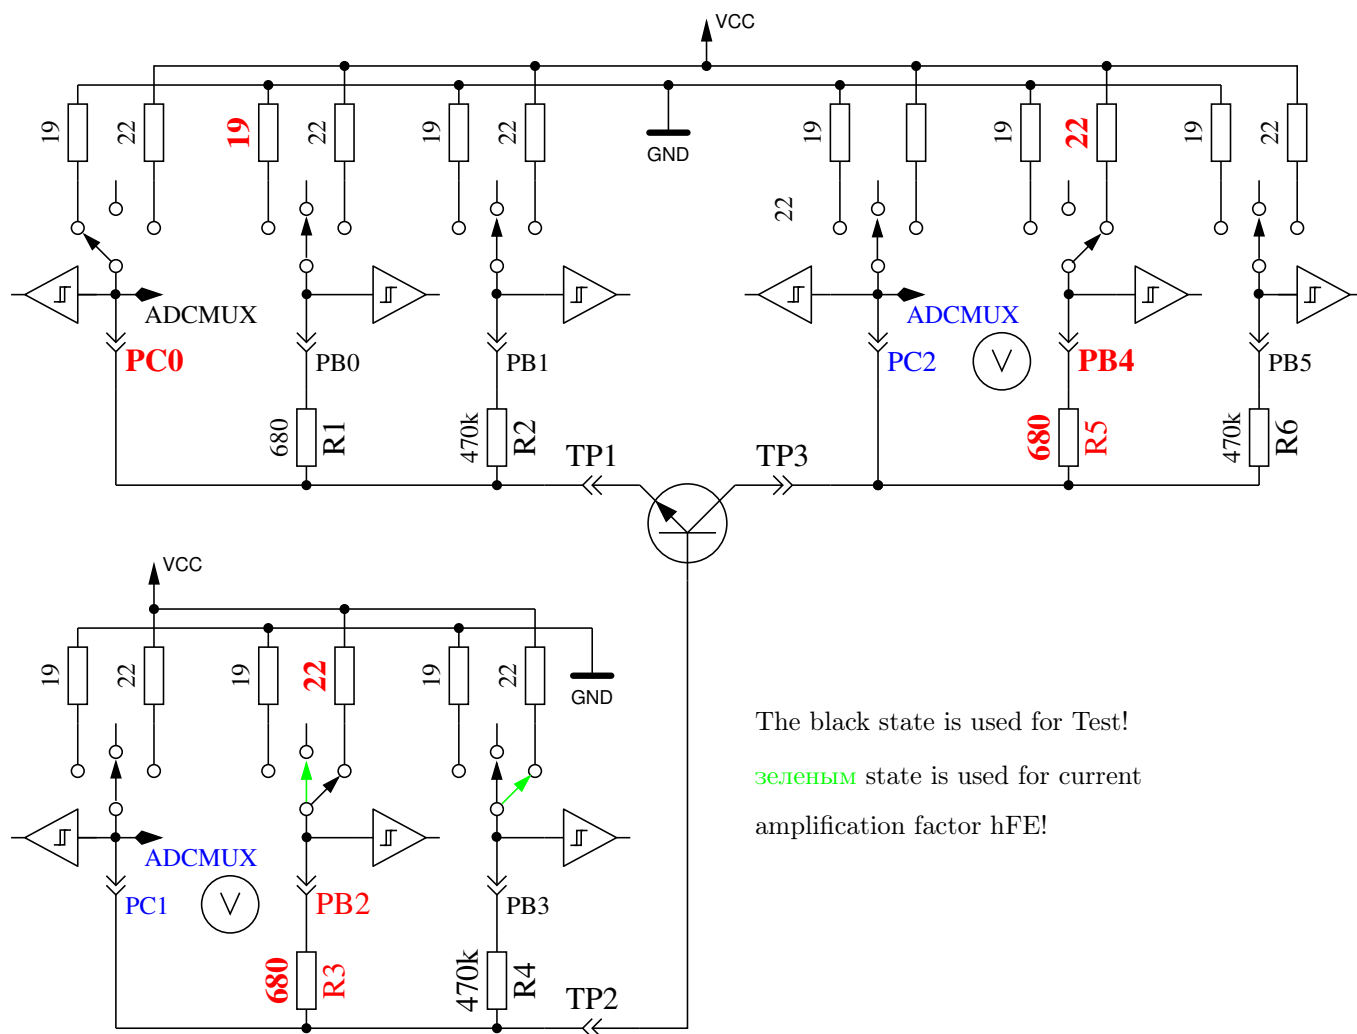 VCC
19
22
19
22
19
22
GND
19
22
19
22
19
22
ADCMUX
ADCMUX
PC0
PB0
PB1
PC2
V
PB4
PB5
680
R1
470k
R2
680
R5
470k
R6
TP1
TP3
VCC
19
22
19
22
19
22
GND
ADCMUX
PC1
V
PB2
PB3
680
R3
470k
R4
TP2
The black state is used for Test!
зеленым state is used for current
amplification factor hFE!